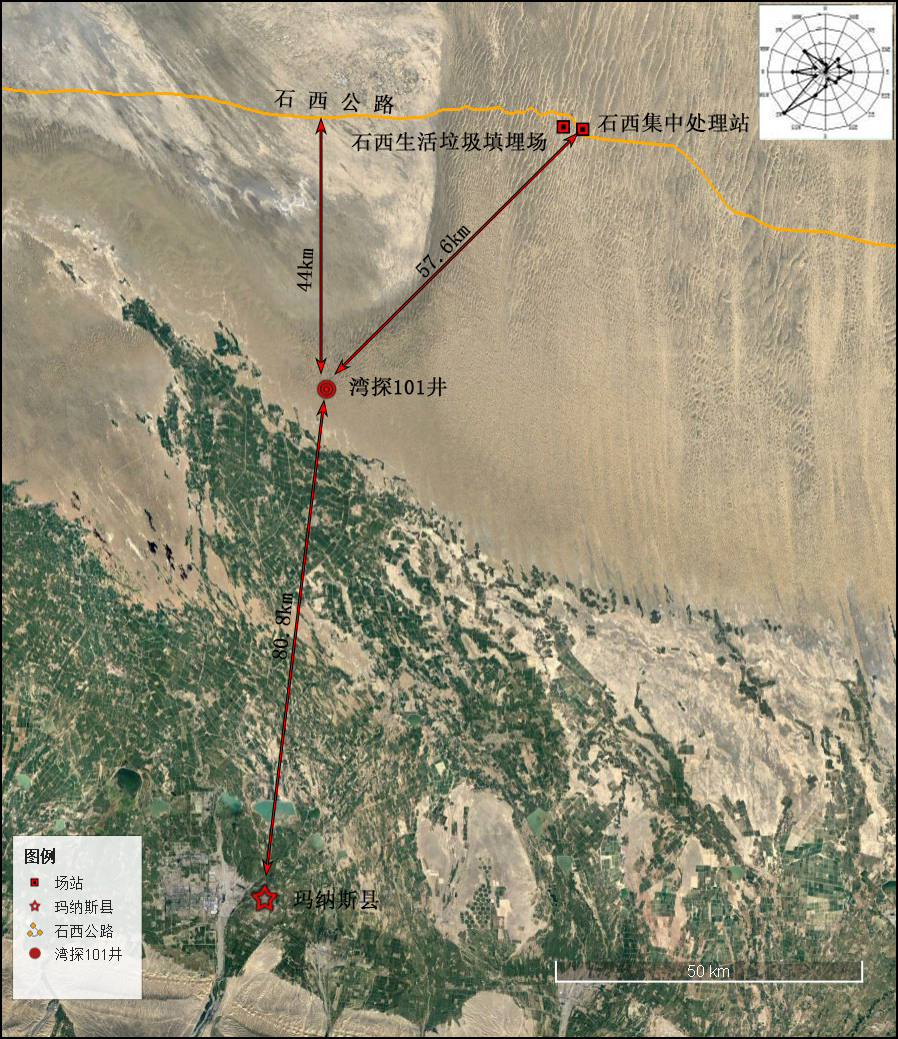 石西公路
石西集中处理站
石西生活垃圾填埋场
57.6km
44km
湾探101井
80.8km
图例
场站
玛纳斯县
石西公路
湾探101井
玛纳斯县
50 km